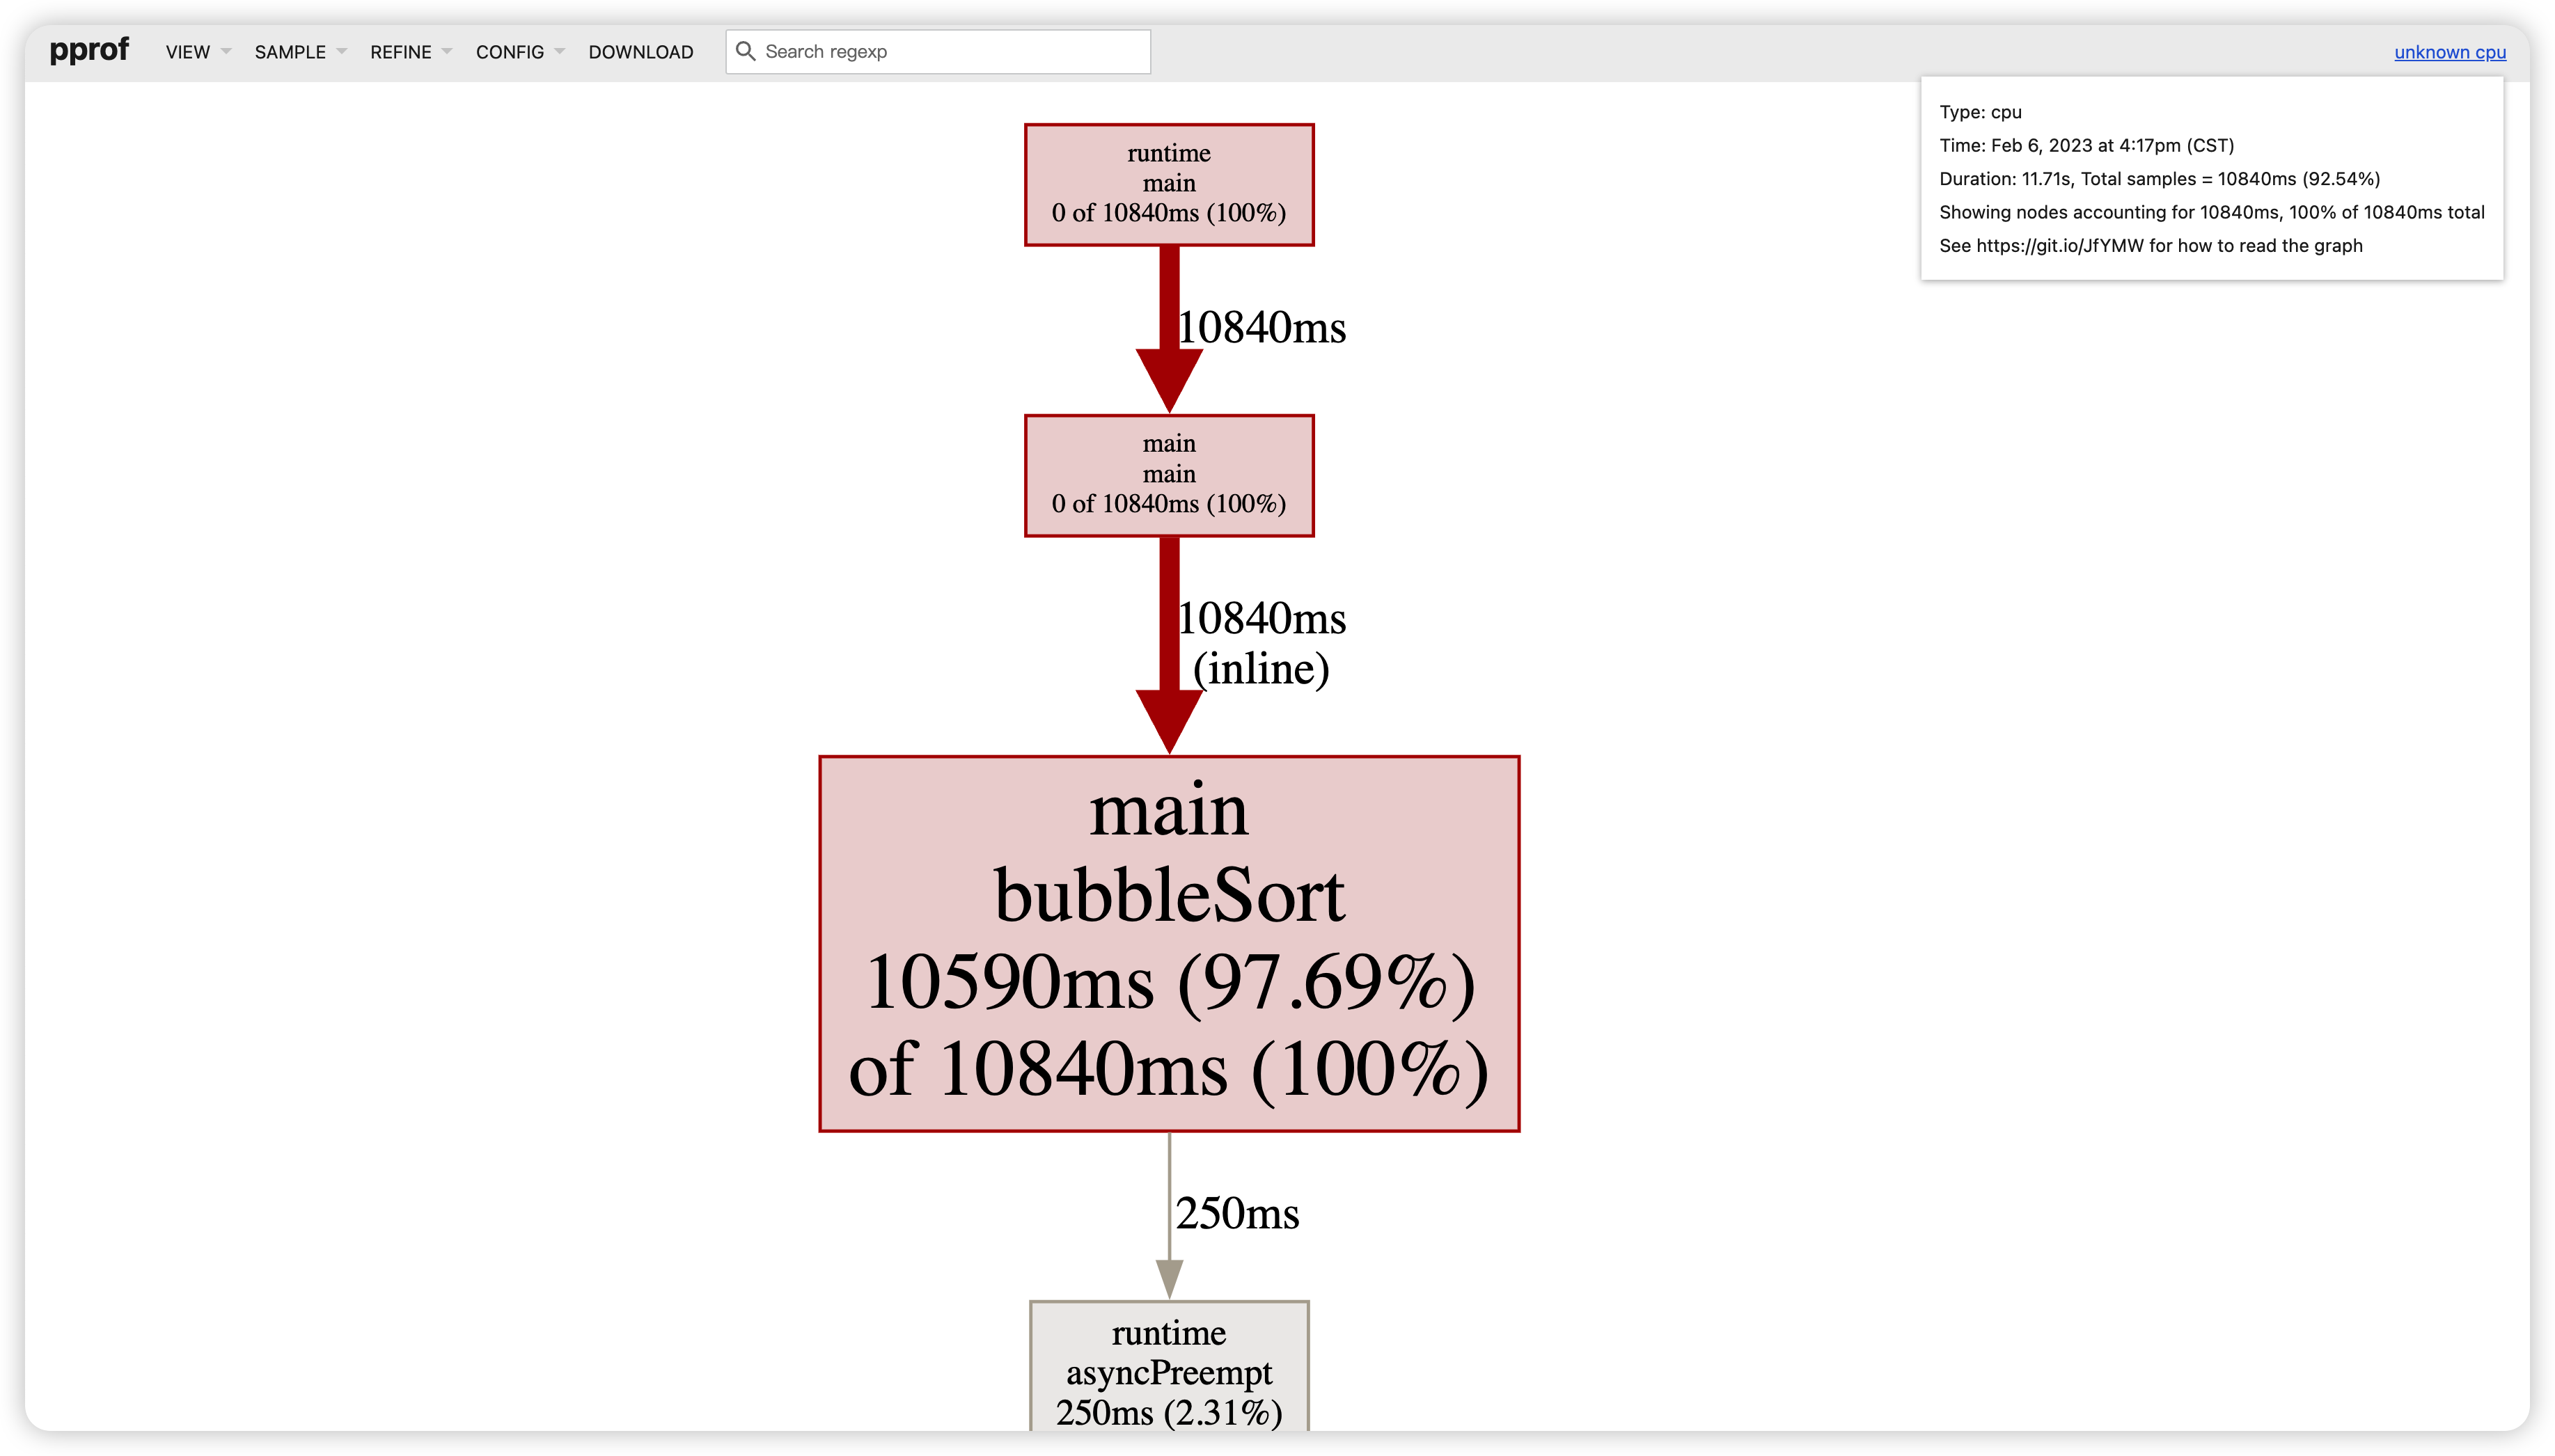 pprof VIEW SAMPLE REFINE CONFIG DOWNLOAD Search regexp unknown cpu
Type: cpu
Time: Feb 6, 2023 at 4:17pm (CST)
Duration: 11.71s, Total samples = 10840ms (92.54%)
Showing nodes accounting for 10840ms, 100% of 10840ms total
See https://git.io/JfYMW for how to read the graph
runtime
main
0 of 10840ms (100%)
10840ms
main
main
0 of 10840ms (100%)
10840ms
(inline)
main
bubbleSort
10590ms (97.69%)
of 10840ms (100%)
250ms
runtime
asyncPreempt
250ms (2.31%)